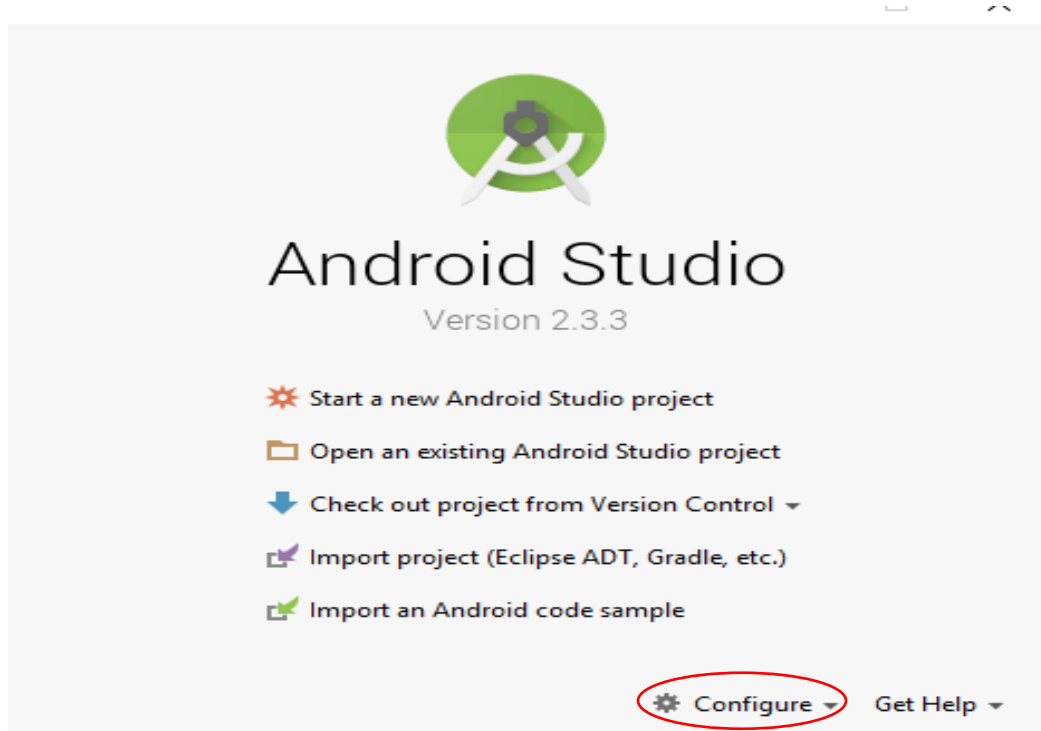 Android Studio
Version 2.3.3
Start a new Android Studio project
Open an existing Android Studio project
Check out project from Version Control
Import project (Eclipse ADT, Gradle, etc.)
Import an Android code sample
Configure Get Help